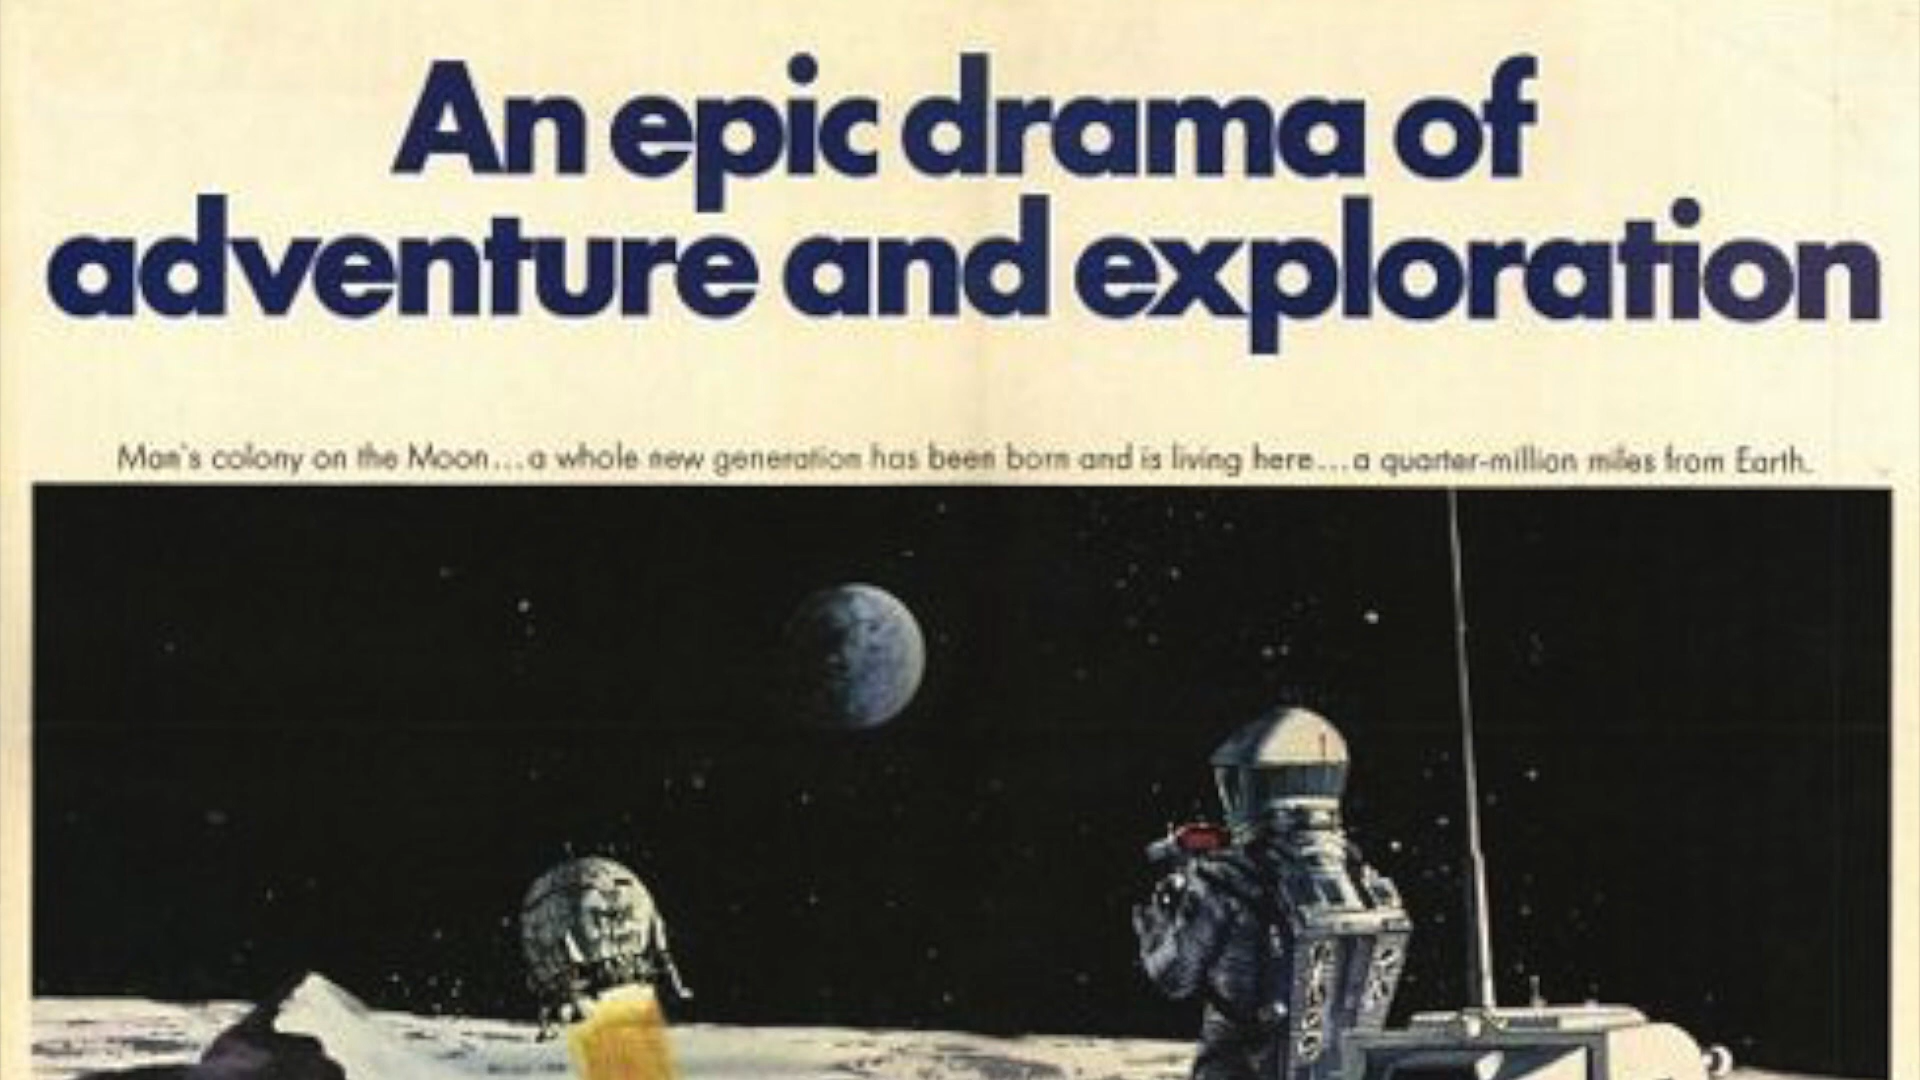 An epic drama of
adventure and exploration
Man's colony on the Moon...a whole new generation has been born and is living here...a quarter-million miles from Earth.